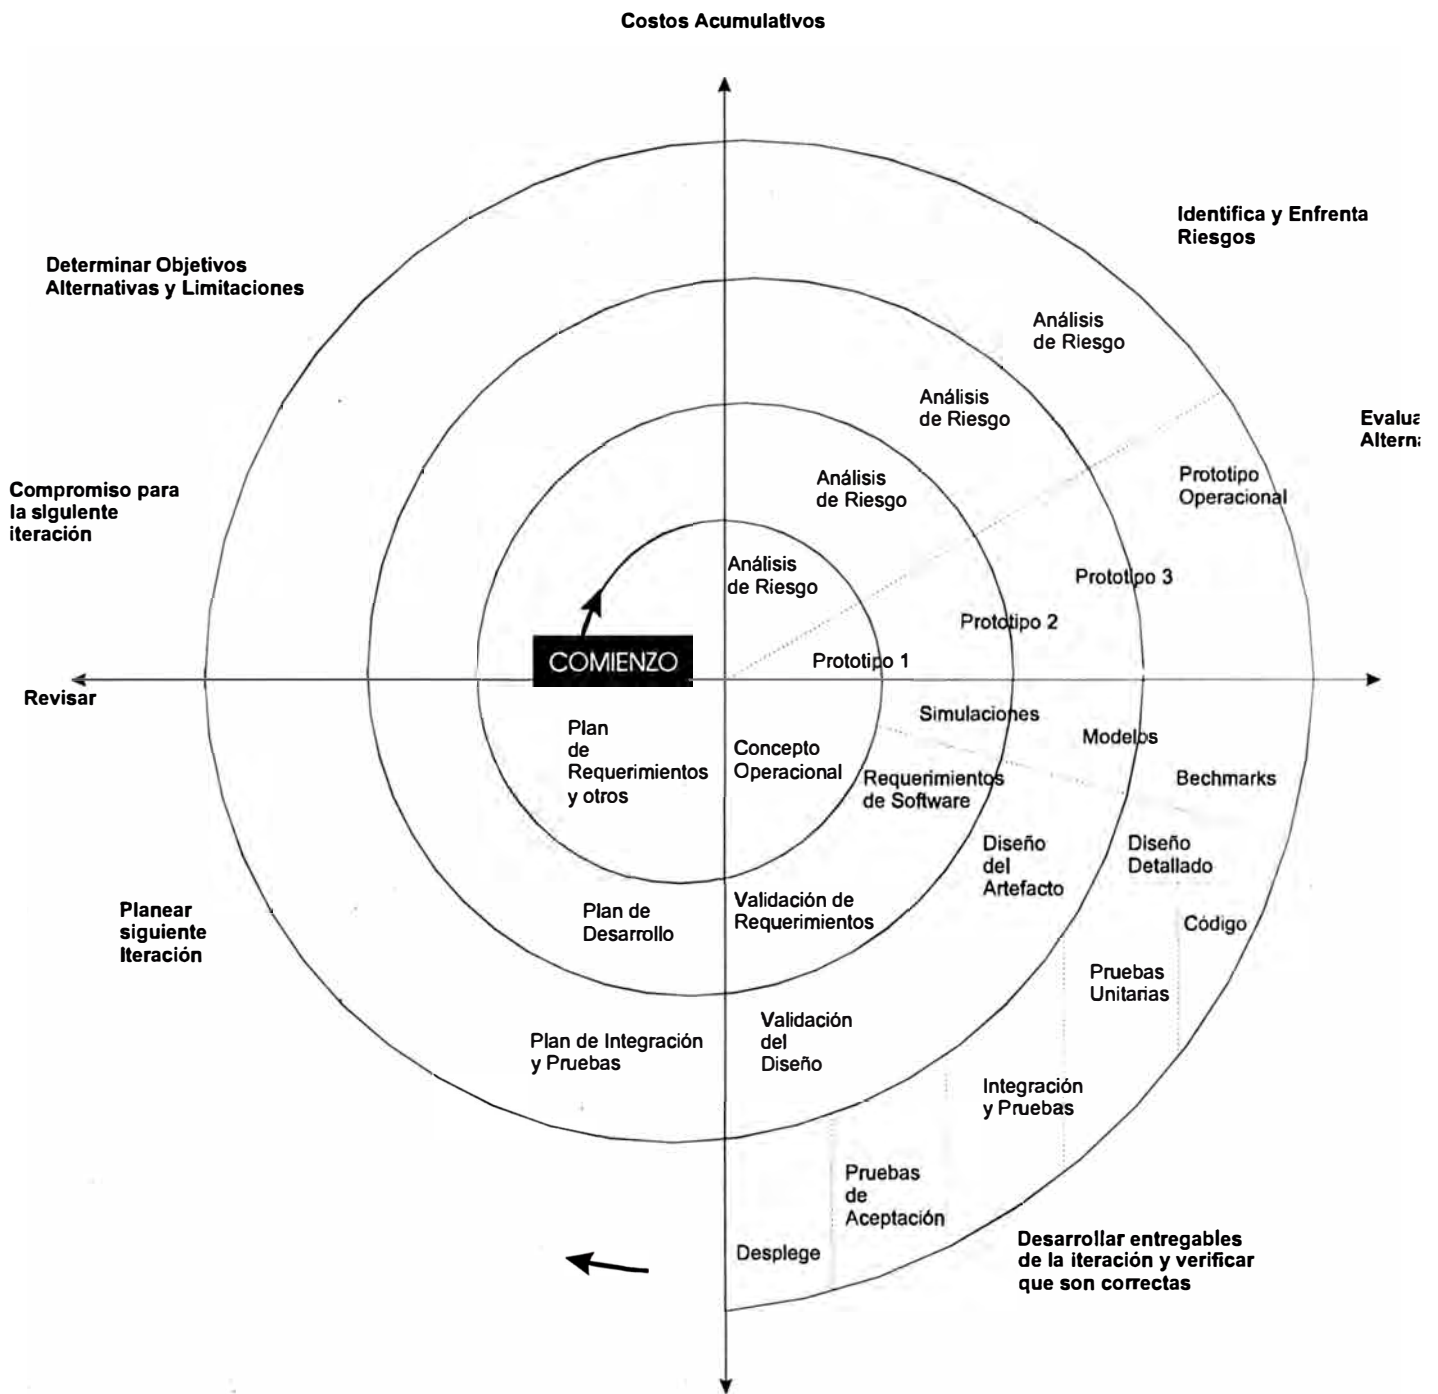 Costos Acumulativos
Identifica y Enfrenta
Riesgos
Determinar Objetivos
Alternativas y Limitaciones
Análisis
de Riesgo
Análisis
de Riesgo
Prototipo
Operacional
Compromiso para
la siguiente
iteración
Análisis
de Riesgo
Análisis
de Riesgo
Prototipo 3
Prototipo 2
Prototipo 1
COMIENZO
Revisar
Simulaciones
Modelos
Bechmarks
Plan
de
Requerimientos
y otros
Concepto
Operacional
Requerimientos
de Software
Diseño
del
Artefacto
Diseño
Detallado
Código
Planear
siguiente
Iteración
Plan de
Desarrollo
Validación de
Requerimientos
Pruebas
Unitarias
Plan de Integración
y Pruebas
Validación
del
Diseño
Integración
y Pruebas
Pruebas
de
Aceptación
Desplege
Desarrollar entregables
de la iteración y verificar
que son correctas